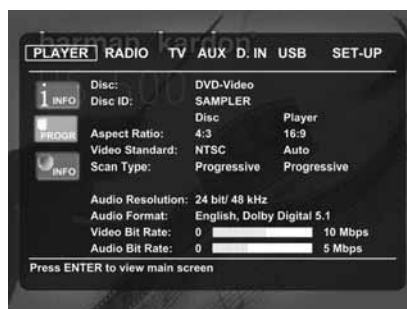 harman kardon
PLAYER RADIO TV AUX D. IN USB SET-UP
1 INFO
PROGR
INFO
Disc: DVD-Video
Disc ID: SAMPLER
Disc Player
Aspect Ratio: 4:3 16:9
Video Standard: NTSC Auto
Scan Type: Progressive Progressive
Audio Resolution: 24 bit/ 48 kHz
Audio Format: English, Dolby Digital 5.1
Video Bit Rate: 0 10 Mbps
Audio Bit Rate: 0 5 Mbps
Press ENTER to view main screen